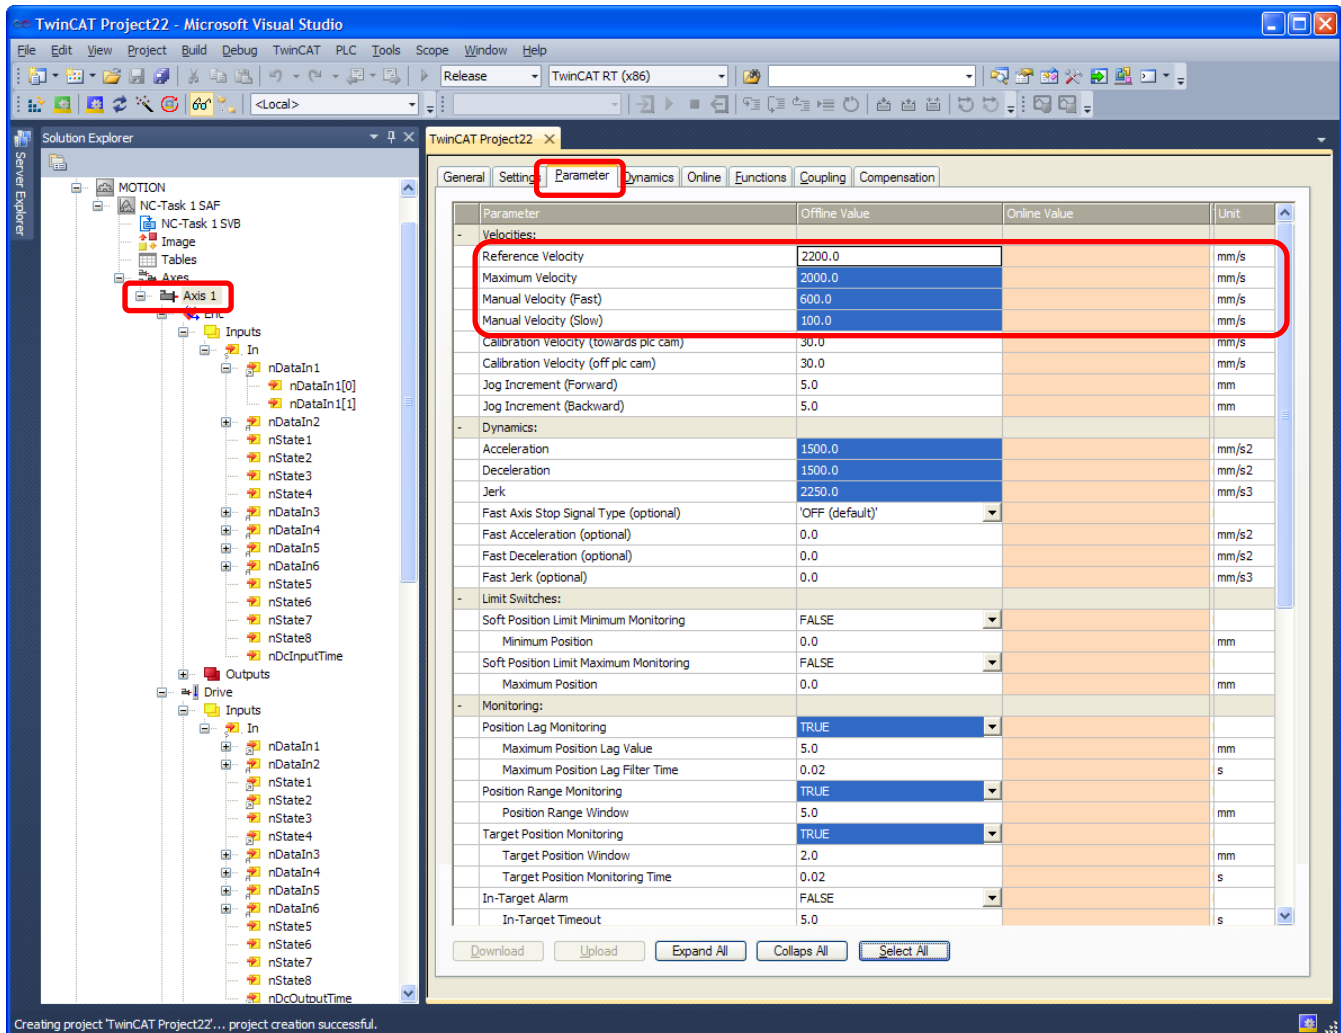 TwinCAT Project22 - Microsoft Visual Studio
File Edit View Project Build Debug TwinCAT PLC Tools Scope Window Help
Release TwinCAT RT (x86)
<Local>
Server Explorer
Solution Explorer
MOTION
NC-Task 1 SAF
NC-Task 1 SVB
Image
Tables
Axes
Axis 1
Enc
Inputs
In
nDataIn1
nDataIn1[0]
nDataIn1[1]
nDataIn2
nState1
nState2
nState3
nState4
nDataIn3
nDataIn4
nDataIn5
nDataIn6
nState5
nState6
nState7
nState8
nDcInputTime
Outputs
Drive
Inputs
In
nDataIn1
nDataIn2
nState1
nState2
nState3
nState4
nDataIn3
nDataIn4
nDataIn5
nDataIn6
nState5
nState6
nState7
nState8
nDcOutputTime
TwinCAT Project22
General Settings Parameter Dynamics Online Functions Coupling Compensation
Parameter Offline Value Online Value Unit
- Velocities:
Reference Velocity 2200.0 mm/s
Maximum Velocity 2000.0 mm/s
Manual Velocity (Fast) 600.0 mm/s
Manual Velocity (Slow) 100.0 mm/s
Calibration Velocity (towards plc cam) 30.0 mm/s
Calibration Velocity (off plc cam) 30.0 mm/s
Jog Increment (Forward) 5.0 mm
Jog Increment (Backward) 5.0 mm
- Dynamics:
Acceleration 1500.0 mm/s2
Deceleration 1500.0 mm/s2
Jerk 2250.0 mm/s3
Fast Axis Stop Signal Type (optional) 'OFF (default)'
Fast Acceleration (optional) 0.0 mm/s2
Fast Deceleration (optional) 0.0 mm/s2
Fast Jerk (optional) 0.0 mm/s3
- Limit Switches:
Soft Position Limit Minimum Monitoring FALSE
Minimum Position 0.0 mm
Soft Position Limit Maximum Monitoring FALSE
Maximum Position 0.0 mm
- Monitoring:
Position Lag Monitoring TRUE
Maximum Position Lag Value 5.0 mm
Maximum Position Lag Filter Time 0.02 s
Position Range Monitoring TRUE
Position Range Window 5.0 mm
Target Position Monitoring TRUE
Target Position Window 2.0 mm
Target Position Monitoring Time 0.02 s
In-Target Alarm FALSE
In-Target Timeout 5.0 s
Download Upload Expand All Collaps All Select All
Creating project 'TwinCAT Project22'... project creation successful.